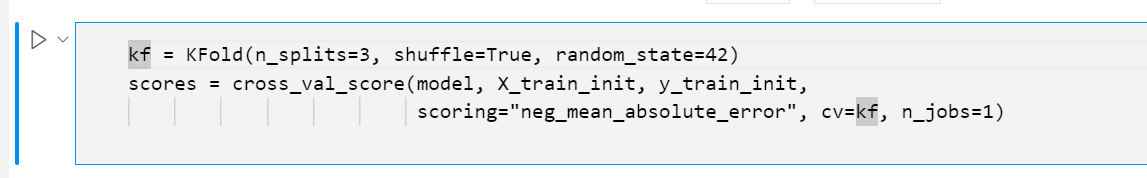 kf = KFold(n_splits=3, shuffle=True, random_state=42)
scores = cross_val_score(model, X_train_init, y_train_init,
scoring="neg_mean_absolute_error", cv=kf, n_jobs=1)